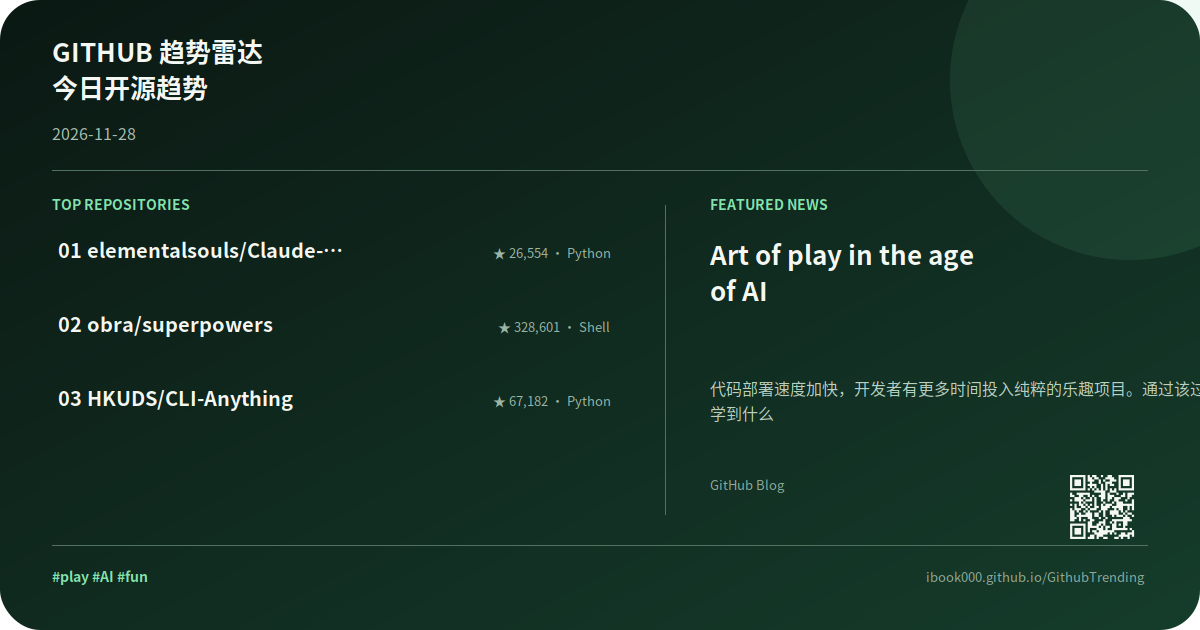 GITHUB 趋势雷达
今日开源趋势
2026-11-28
TOP REPOSITORIES
01 elementalsouls/Claude-···
★ 26,554 · Python
02 obra/superpowers
★ 328,601 · Shell
03 HKUDS/CLI-Anything
★ 67,182 · Python
FEATURED NEWS
Art of play in the age
of AI
代码部署速度加快，开发者有更多时间投入纯粹的乐趣项目。通过该过
学到什么
GitHub Blog
#play #AI #fun
ibook000.github.io/GithubTrending